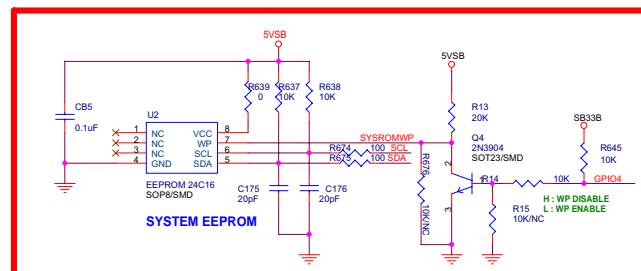 5VSB
5VSB
SB33B
R639
0
R637
10K
R638
10K
R13
20K
CB5
0.1uF
U2
Q4
2N3904
SOT23/SMD
R645
10K
1
2
3
4
NC
NC
NC
GND
VCC
WP
SCL
SDA
8
7
6
5
SYSROMWP
R674
100
SCL
R675
100
SDA
EEPROM 24C16
SOP8/SMD
C175
20pF
C176
20pF
R676
10K/NC
2
1
3
R14
10K
GPIO4
R15
10K/NC
H : WP DISABLE
L : WP ENABLE
SYSTEM EEPROM